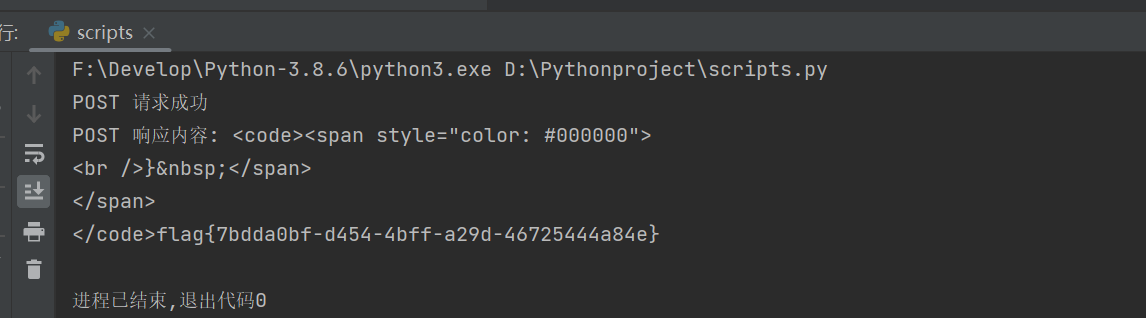 行:
scripts
F:\Develop\Python-3.8.6\python3.exe D:\Pythonproject\scripts.py
POST 请求成功
POST 响应内容: <code><span style="color: #000000">
<br />}&nbsp;</span>
</span>
</code>flag{7bdda0bf-d454-4bff-a29d-46725444a84e}
进程已结束,退出代码0